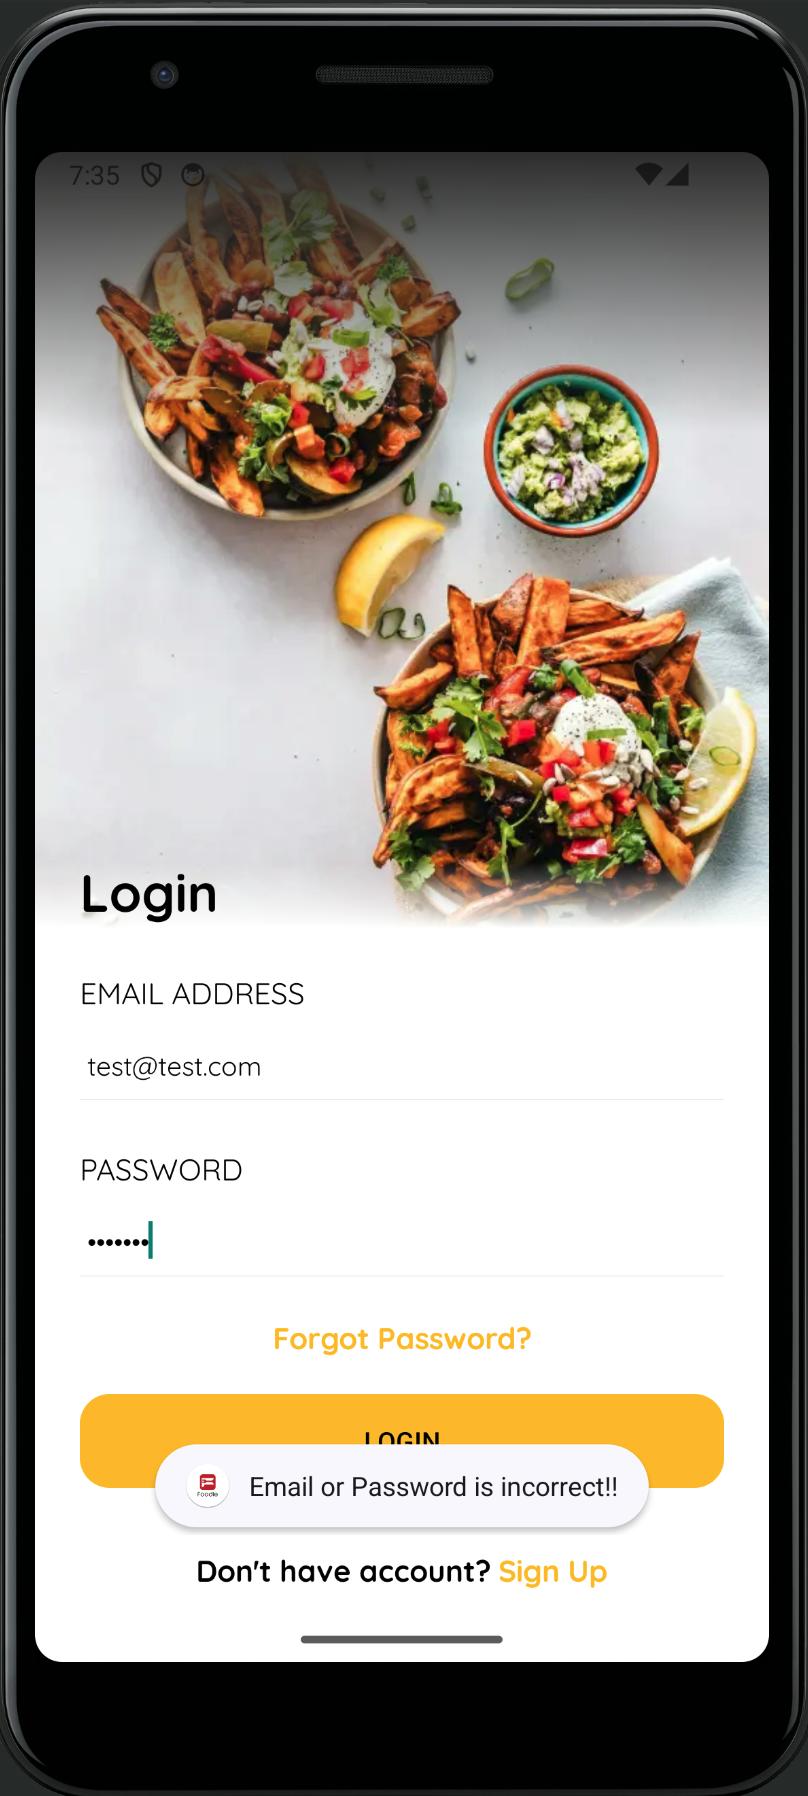 7:35
Login
EMAIL ADDRESS
test@test.com
PASSWORD
•••••••
Forgot Password?
LOGIN
Foodle
Email or Password is incorrect!!
Don't have account? Sign Up